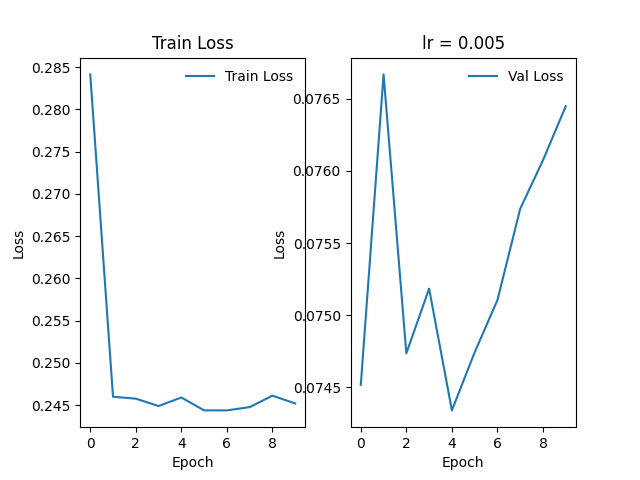 Train Loss
0.285
0.280
0.275
0.270
0.265
0.260
0.255
0.250
0.245
Loss
Train Loss
0 2 4 6 8
Epoch
lr = 0.005
0.0765
0.0760
0.0755
0.0750
0.0745
Loss
Val Loss
0 2 4 6 8
Epoch